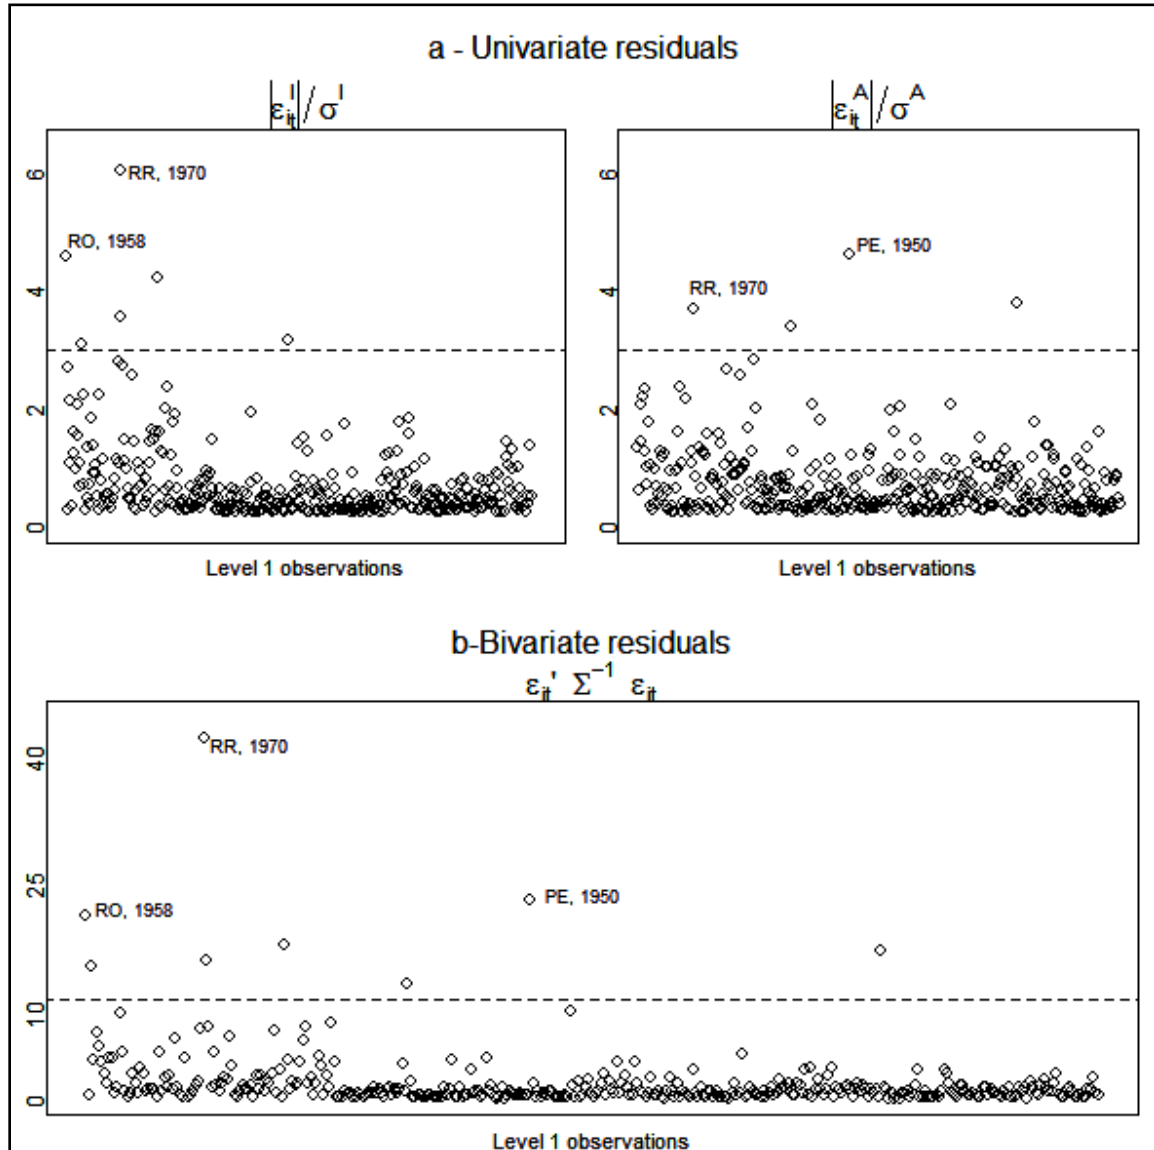 a - Univariate residuals
|ε_it^I| / σ^I
|ε_it^A| / σ^A
6
4
2
0
RR, 1970
RO, 1958
Level 1 observations
6
4
2
0
PE, 1950
RR, 1970
Level 1 observations
b-Bivariate residuals
ε_it' Σ^−1 ε_it
40
25
10
0
RR, 1970
RO, 1958
PE, 1950
Level 1 observations